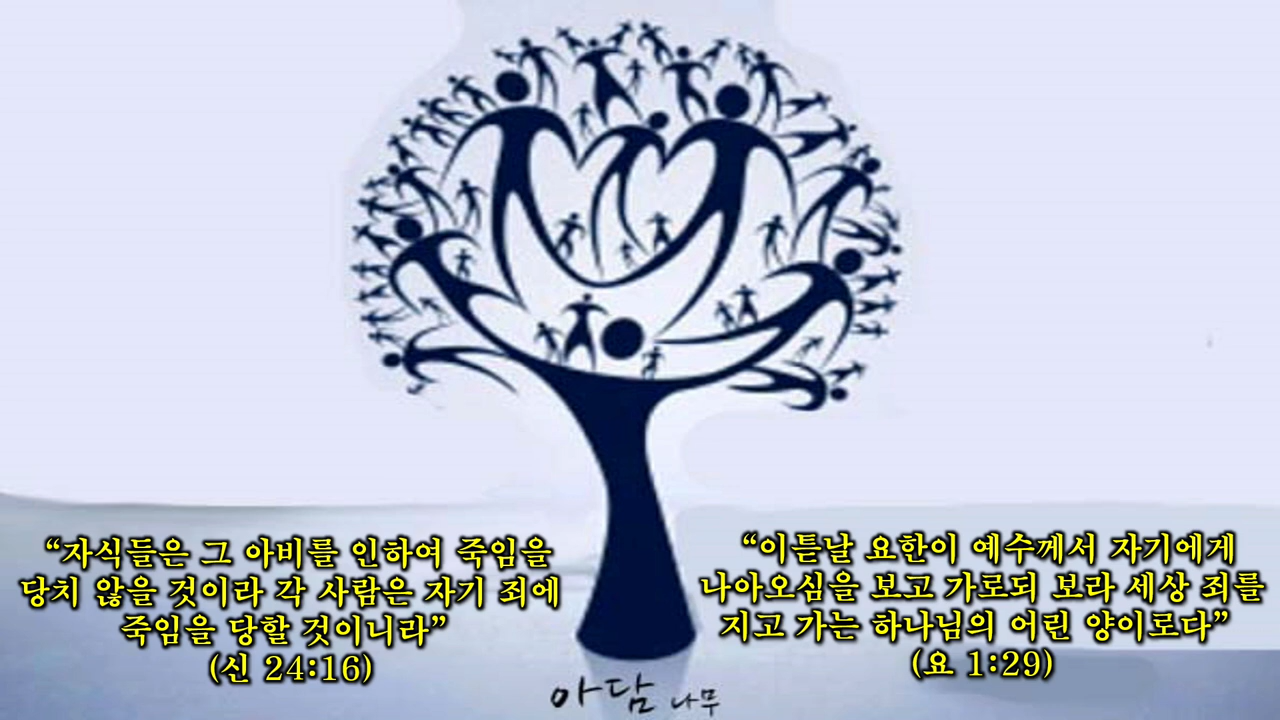 “자식들은 그 아비를 인하여 죽임을
당치 않을 것이라 각 사람은 자기 죄에
죽임을 당할 것이니라”
(신 24:16)
“이튿날 요한이 예수께서 자기에게
나아오심을 보고 가로되 보라 세상 죄를
지고 가는 하나님의 어린 양이로다”
(요 1:29)
아담 나무